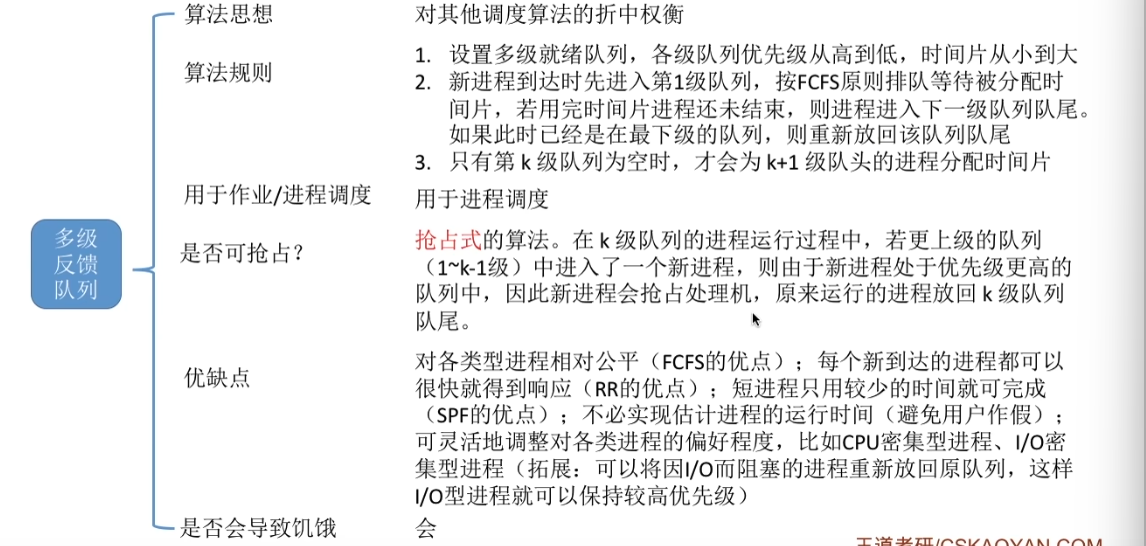 算法思想
对其他调度算法的折中权衡
算法规则
1. 设置多级就绪队列，各级队列优先级从高到低，时间片从小到大
2. 新进程到达时先进入第1级队列，按FCFS原则排队等待被分配时
间片，若用完时间片进程还未结束，则进程进入下一级队列队尾。
如果此时已经是在最下级的队列，则重新放回该队列队尾
3. 只有第 k 级队列为空时，才会为 k+1 级队头的进程分配时间片
用于作业/进程调度
用于进程调度
多级
反馈
队列
是否可抢占？
抢占式的算法。在 k 级队列的进程运行过程中，若更上级的队列
（1~k-1级）中进入了一个新进程，则由于新进程处于优先级更高的
队列中，因此新进程会抢占处理机，原来运行的进程放回 k 级队列
队尾。
优缺点
对各类型进程相对公平（FCFS的优点）；每个新到达的进程都可以
很快就得到响应（RR的优点）；短进程只用较少的时间就可完成
（SPF的优点）；不必实现估计进程的运行时间（避免用户作假）；
可灵活地调整对各类进程的偏好程度，比如CPU密集型进程、I/O密
集型进程（拓展：可以将因I/O而阻塞的进程重新放回原队列，这样
I/O型进程就可以保持较高优先级）
是否会导致饥饿
会
王道考研/CSKAOYAN.COM